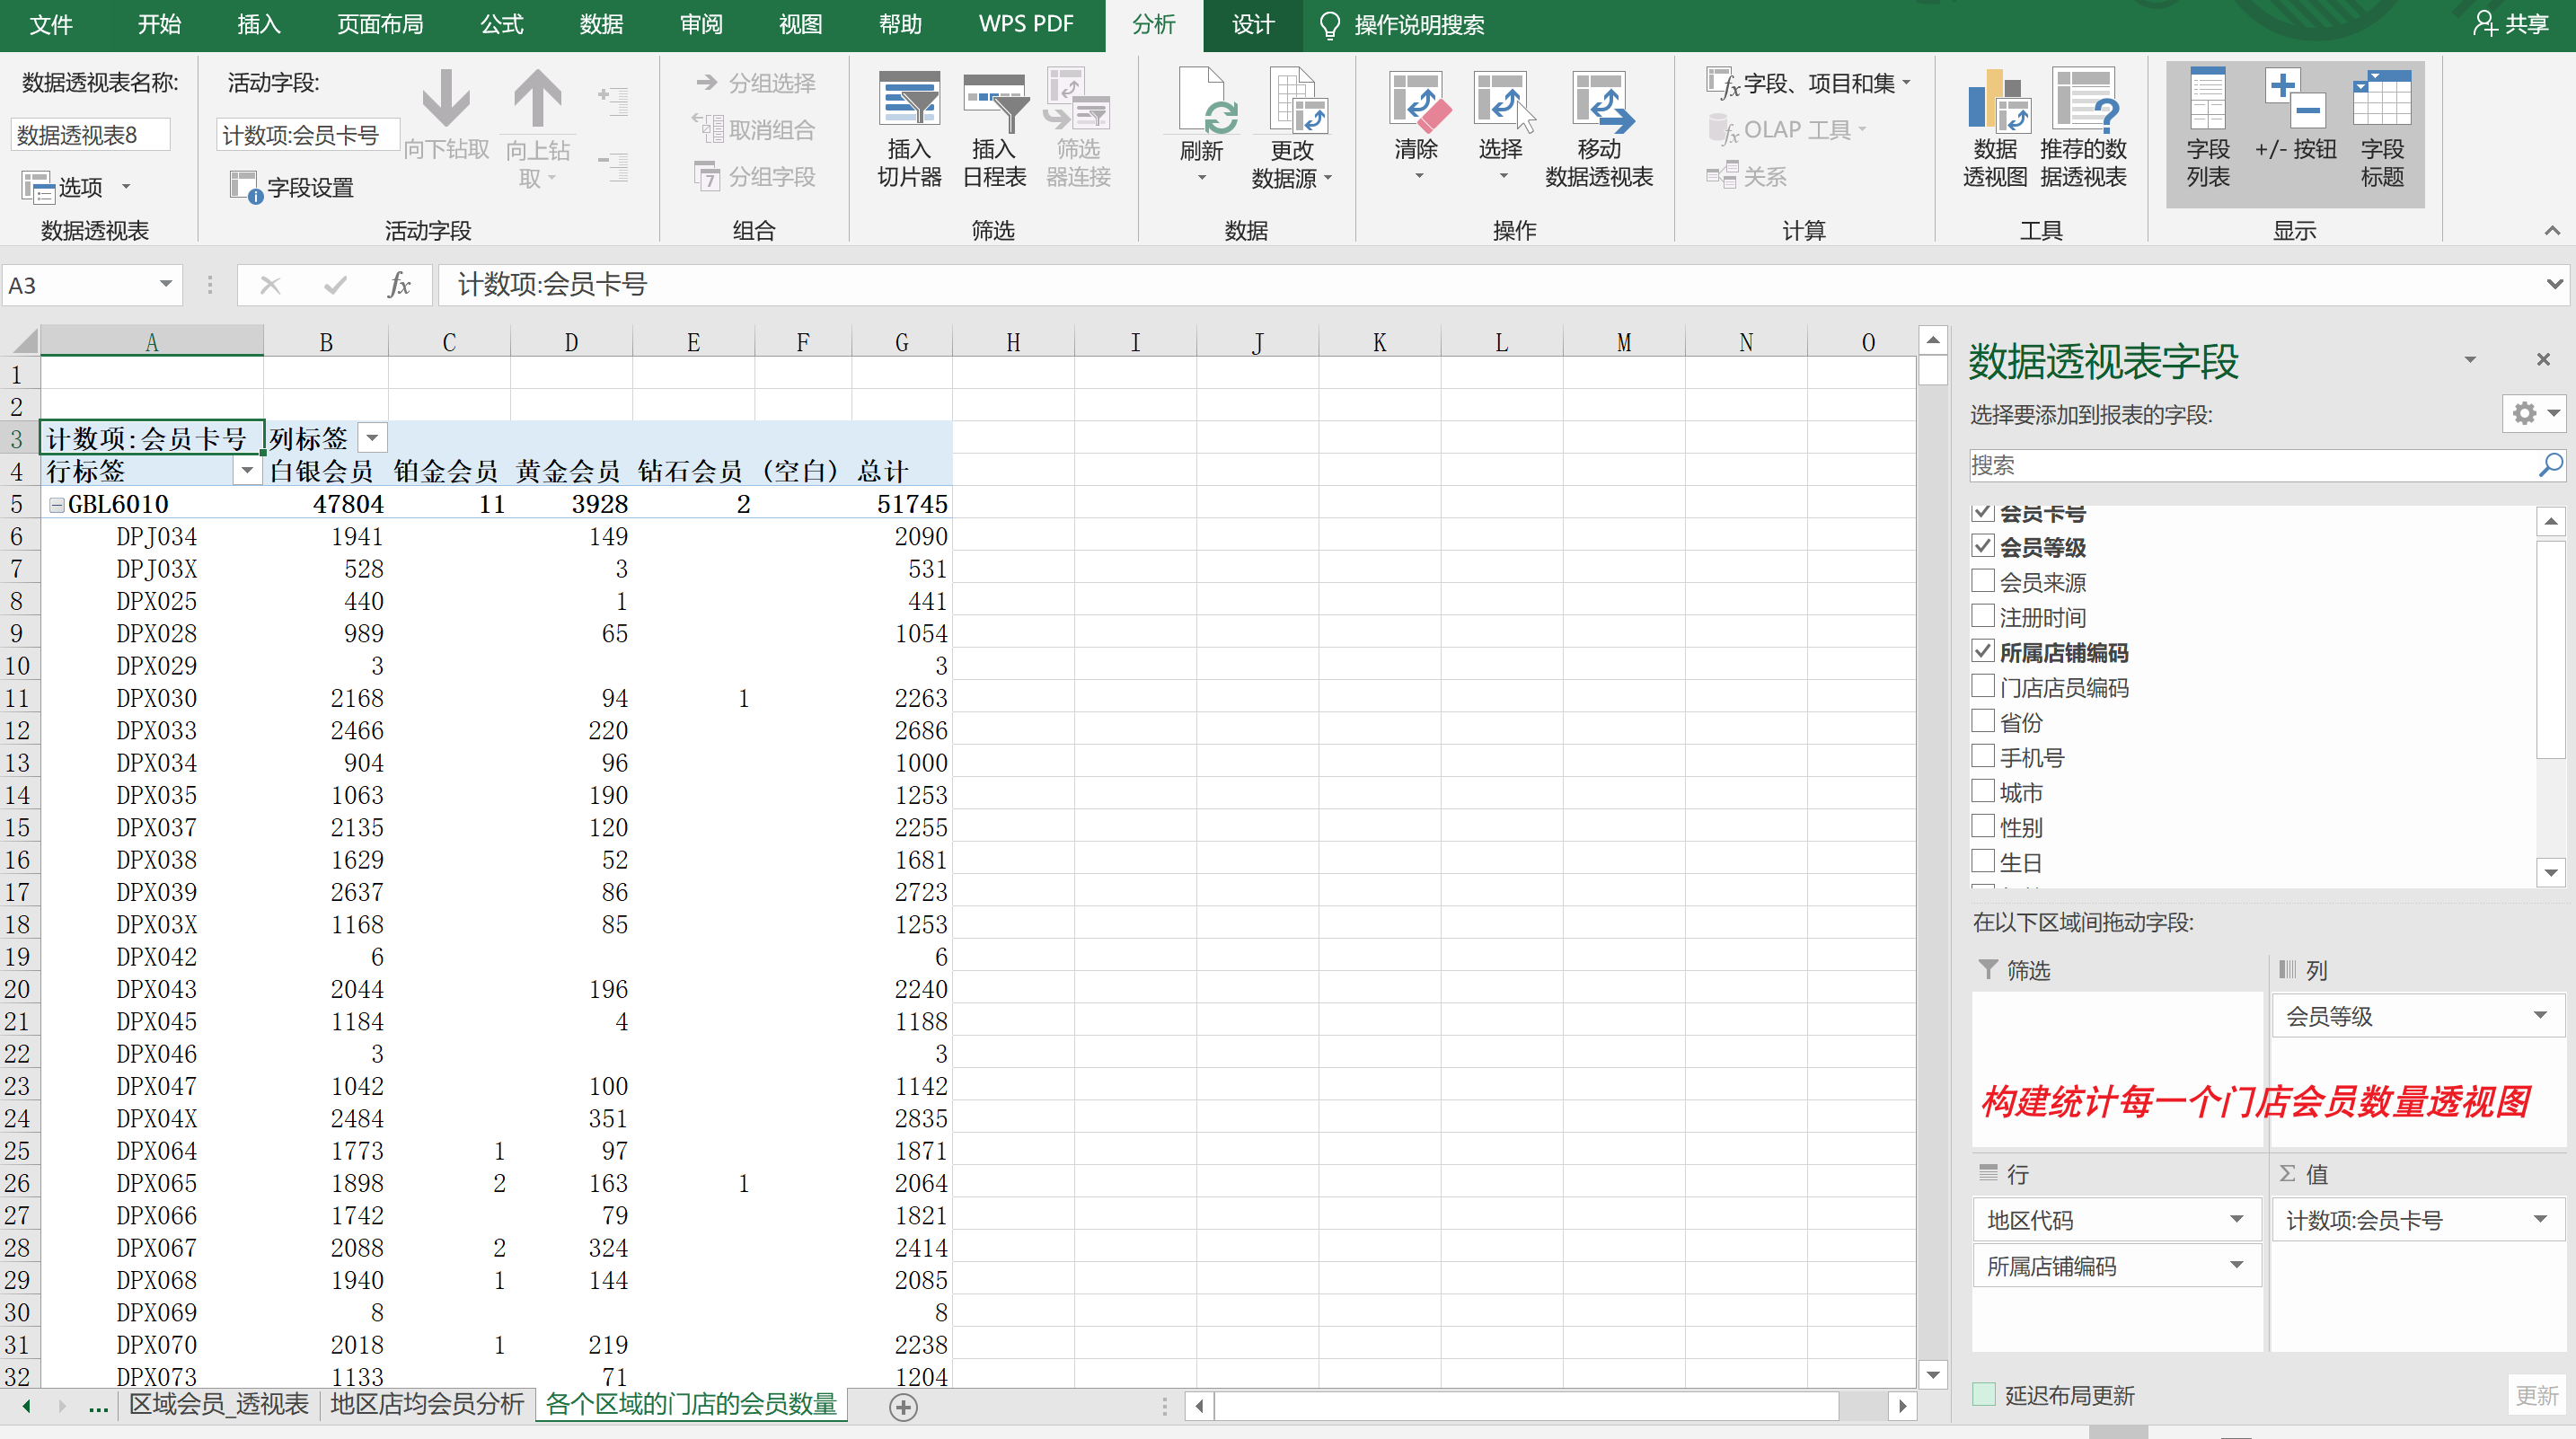 文件 开始 插入 页面布局 公式 数据 审阅 视图 帮助 WPS PDF 分析 设计 操作说明搜索 共享
数据透视表名称:
数据透视表8
选项
数据透视表
活动字段:
计数项:会员卡号
字段设置
向下钻取
向上钻
取
活动字段
分组选择
取消组合
7 分组字段
组合
插入
切片器
插入
日程表
筛选
器连接
筛选
刷新
更改
数据源
数据
清除
选择
移动
数据透视表
操作
fx 字段、项目和集
fx OLAP 工具
关系
计算
数据
透视图
推荐的数
据透视表
工具
字段
列表
+/- 按钮
字段
标题
显示
A3 fx 计数项:会员卡号
A B C D E F G H I J K L M N O
1
2
3 计数项:会员卡号 列标签
4 行标签 白银会员 铂金会员 黄金会员 钻石会员 (空白) 总计
5 GBL6010 47804 11 3928 2 51745
6 DPJ034 1941 149 2090
7 DPJ03X 528 3 531
8 DPX025 440 1 441
9 DPX028 989 65 1054
10 DPX029 3 3
11 DPX030 2168 94 1 2263
12 DPX033 2466 220 2686
13 DPX034 904 96 1000
14 DPX035 1063 190 1253
15 DPX037 2135 120 2255
16 DPX038 1629 52 1681
17 DPX039 2637 86 2723
18 DPX03X 1168 85 1253
19 DPX042 6 6
20 DPX043 2044 196 2240
21 DPX045 1184 4 1188
22 DPX046 3 3
23 DPX047 1042 100 1142
24 DPX04X 2484 351 2835
25 DPX064 1773 1 97 1871
26 DPX065 1898 2 163 1 2064
27 DPX066 1742 79 1821
28 DPX067 2088 2 324 2414
29 DPX068 1940 1 144 2085
30 DPX069 8 8
31 DPX070 2018 1 219 2238
32 DPX073 1133 71 1204
... 区域会员_透视表 地区店均会员分析 各个区域的门店的会员数量
数据透视表字段
选择要添加到报表的字段:
搜索
会员卡号
会员等级
会员来源
注册时间
所属店铺编码
门店店员编码
省份
手机号
城市
性别
生日
在以下区域间拖动字段:
筛选
列
会员等级
构建统计每一个门店会员数量透视图
行
Σ 值
地区代码
计数项:会员卡号
所属店铺编码
延迟布局更新
更新